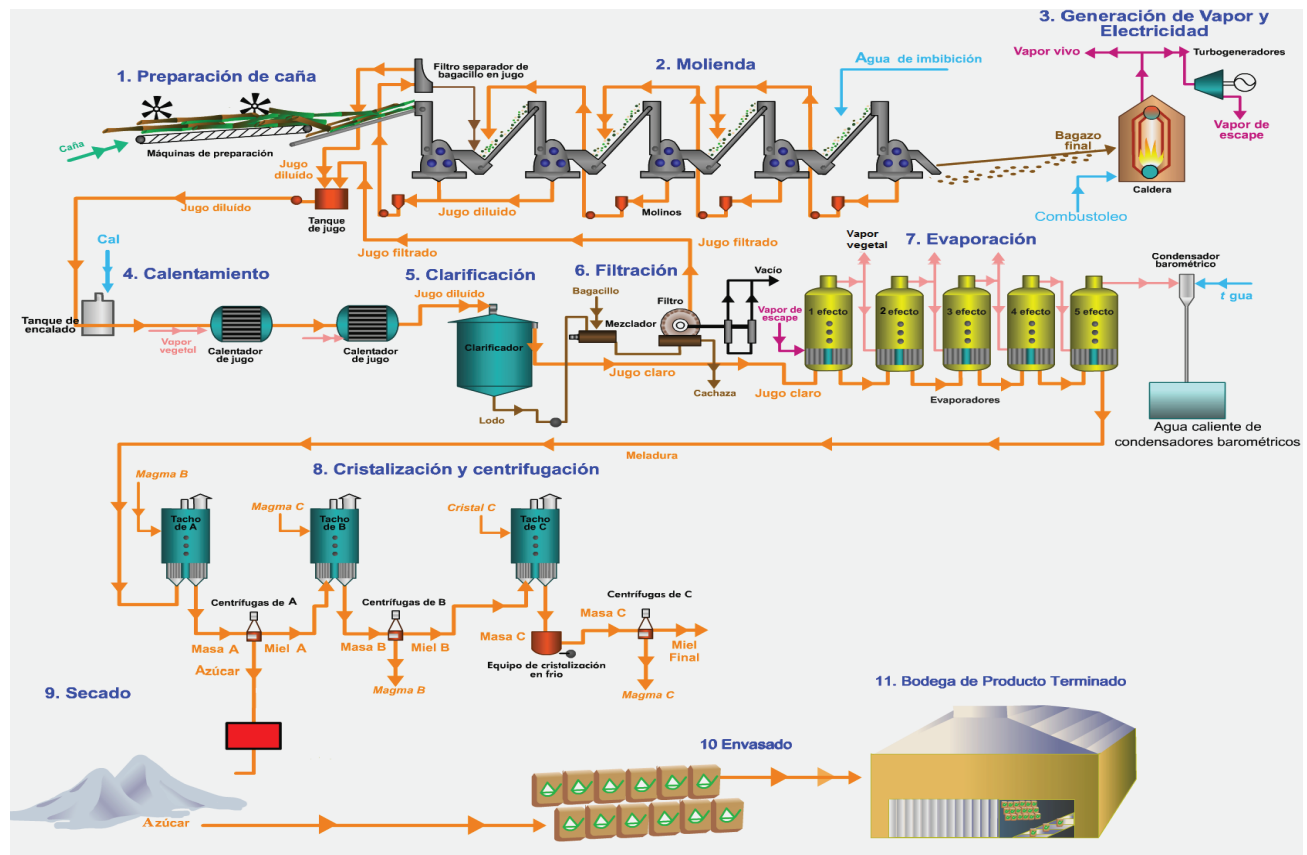 3. Generación de Vapor y
Electricidad
Vapor vivo
Turbogeneradores
Vapor de
escape
1. Preparación de caña
Filtro separador de
bagacillo en jugo
2. Molienda
Agua de imbibición
Caña
Máquinas de preparación
Jugo
diluído
Bagazo
final
Caldera
Combustoleo
Jugo diluído
Tanque
de jugo
Jugo diluido
Molinos
Jugo filtrado
Jugo filtrado
Cal
4. Calentamiento
Tanque de
encalado
Vapor
vegetal
Calentador
de jugo
Calentador
de jugo
5. Clarificación
Jugo diluído
Clarificador
Lodo
6. Filtración
Bagacillo
Mezclador
Filtro
Vacío
Cachaza
Jugo claro
Jugo claro
7. Evaporación
Vapor
vegetal
Vapor de
escape
1 efecto
2 efecto
3 efecto
4 efecto
5 efecto
Evaporadores
Condensador
barométrico
t gua
Agua caliente de
condensadores barométricos
Meladura
8. Cristalización y centrifugación
Magma B
Tacho
de A
Magma C
Tacho
de B
Cristal C
Tacho
de C
Centrífugas de A
Masa A
Miel A
Azúcar
Centrífugas de B
Masa B
Miel B
Magma B
Masa C
Equipo de cristalización
en frio
Masa C
Centrífugas de C
Miel
Final
Magma C
9. Secado
Azúcar
10 Envasado
11. Bodega de Producto Terminado